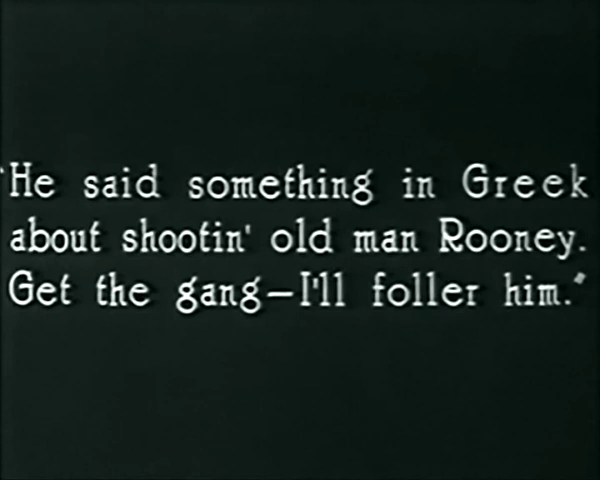 "He said something in Greek
about shootin' old man Rooney.
Get the gang—I'll foller him."